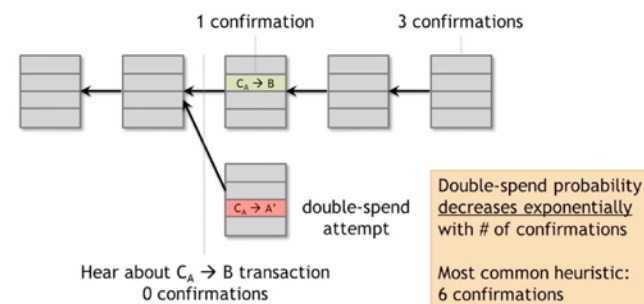 1 confirmation
3 confirmations
C_A → B
C_A → A'
double-spend
attempt
Hear about C_A → B transaction
0 confirmations
Double-spend probability
decreases exponentially
with # of confirmations
Most common heuristic:
6 confirmations